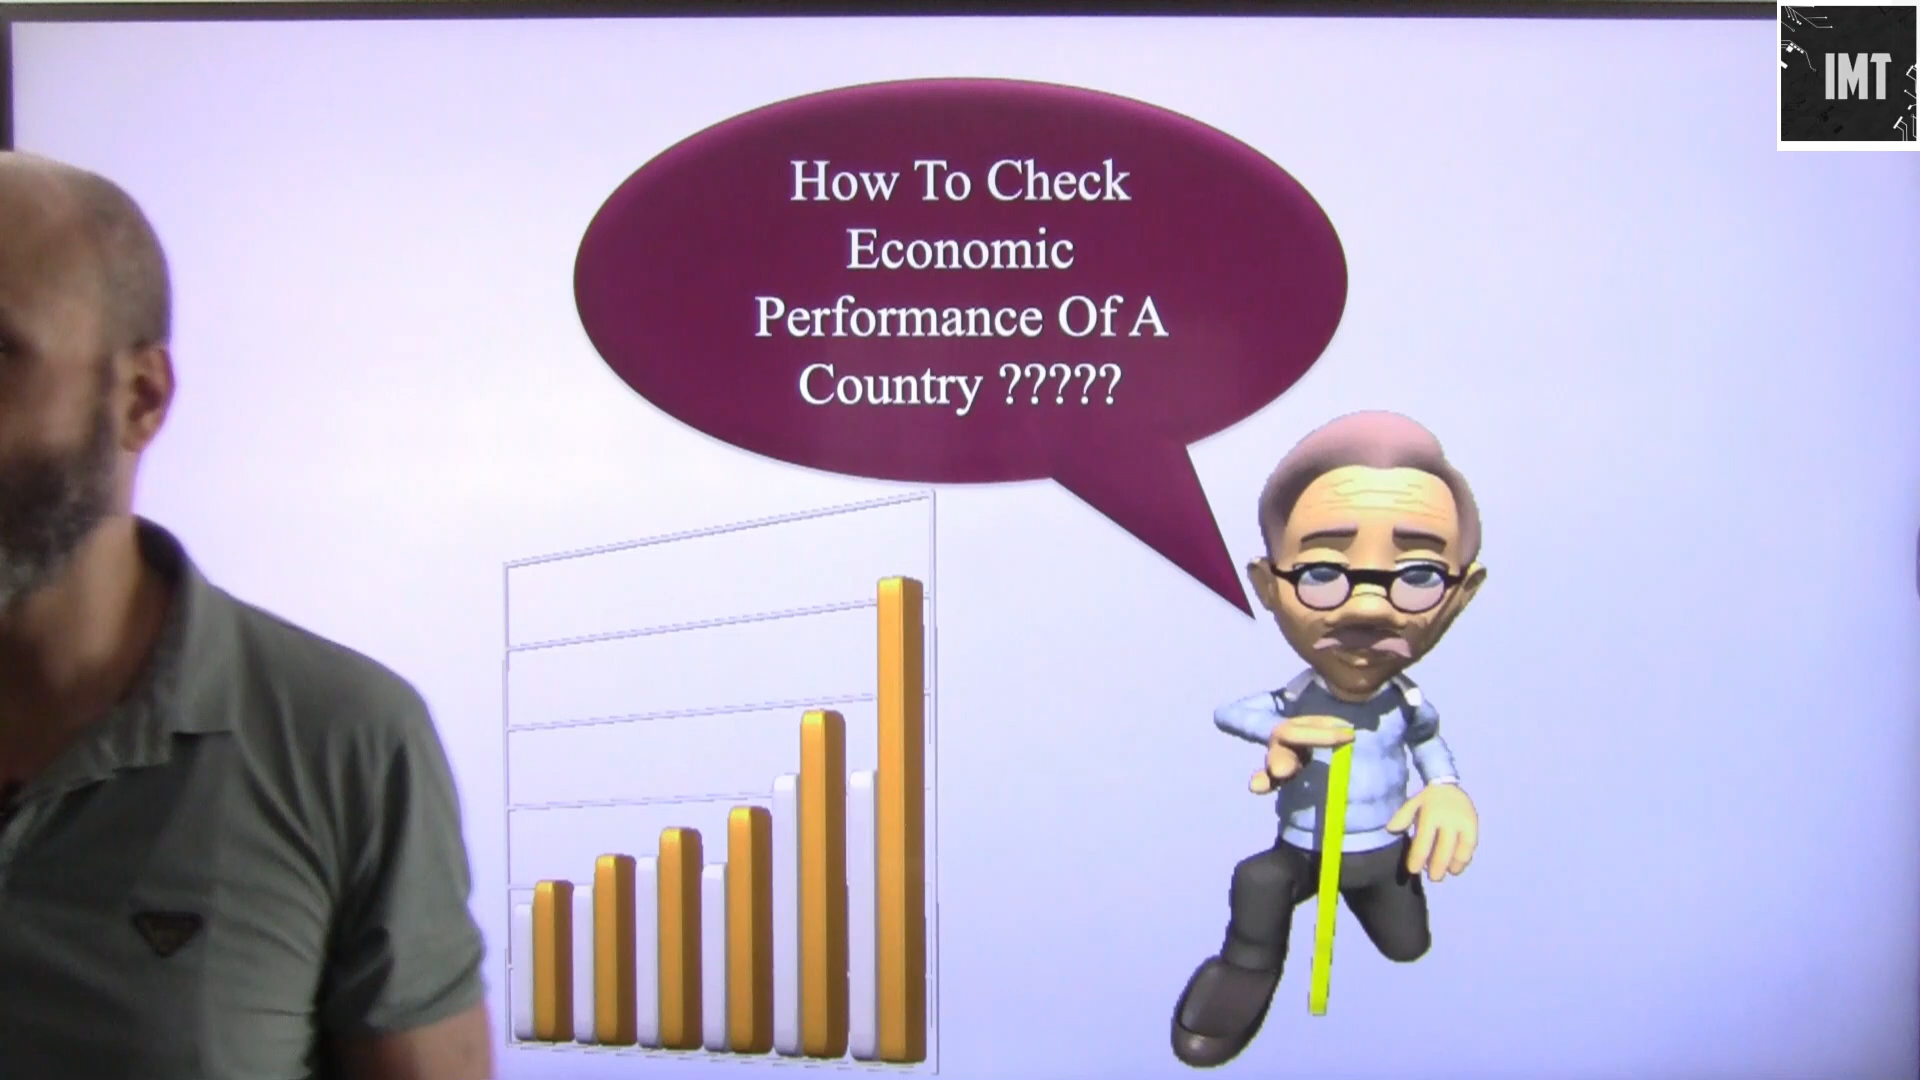 IMT
How To Check
Economic
Performance Of A
Country ?????